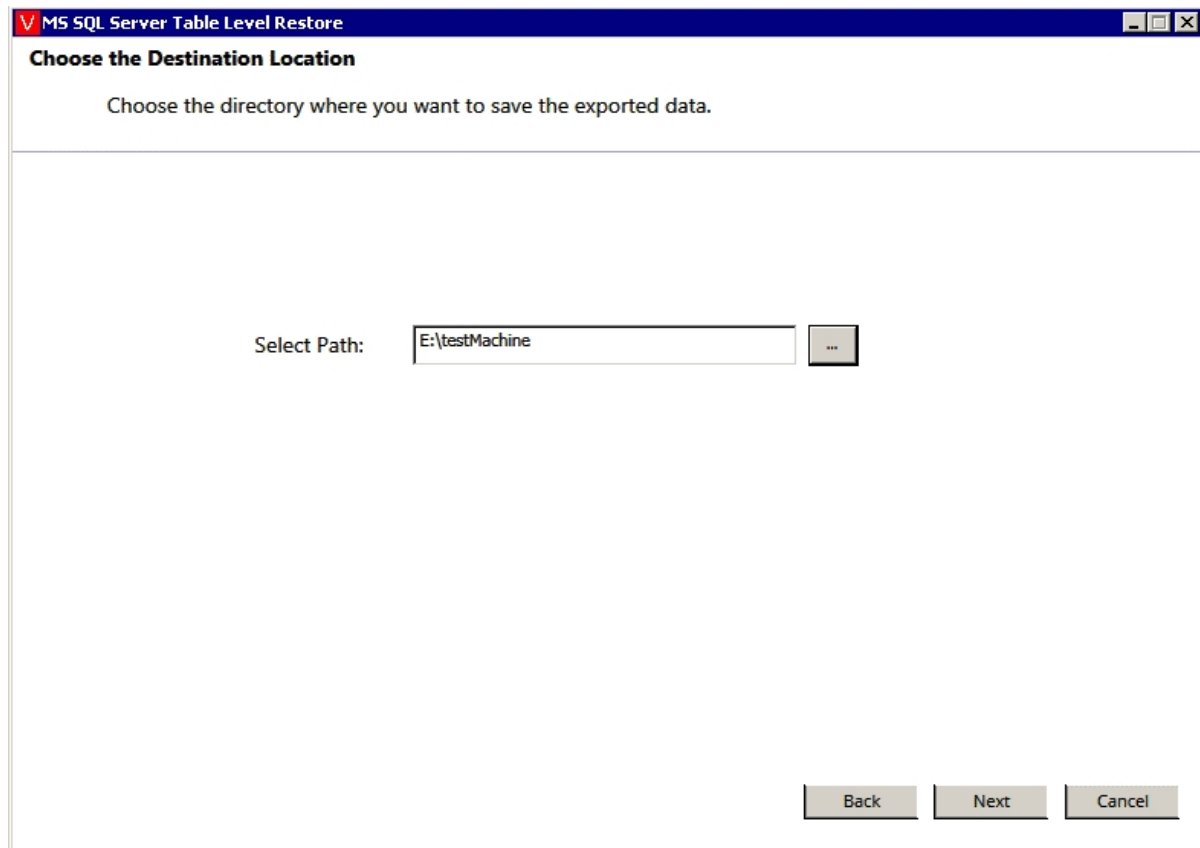 MS SQL Server Table Level Restore
Choose the Destination Location
Choose the directory where you want to save the exported data.
Select Path: E:\testMachine ...
Back Next Cancel